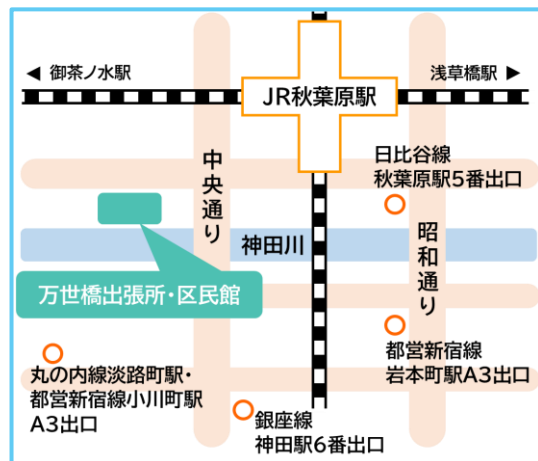 ◀ 御茶ノ水駅
浅草橋駅 ▶
JR秋葉原駅
中央通り
日比谷線
秋葉原駅5番出口
神田川
昭和通り
万世橋出張所・区民館
都営新宿線
岩本町駅A3出口
丸の内線淡路町駅・
都営新宿線小川町駅
A3出口
銀座線
神田駅6番出口